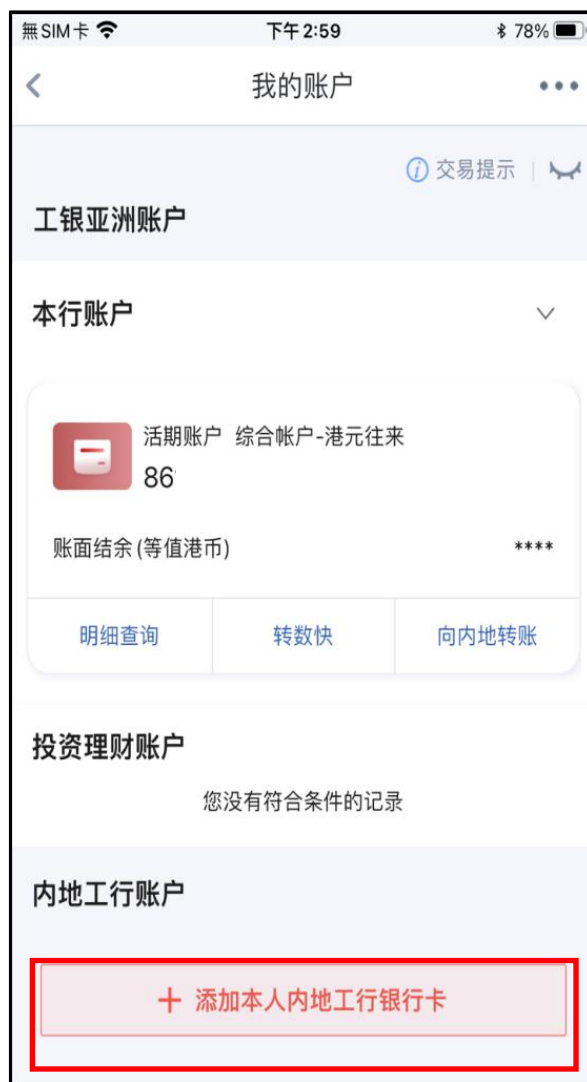 無SIM卡 下午2:59 78%
我的账户
交易提示
工银亚洲账户
本行账户
活期账户 综合帐户-港元往来
86
账面结余(等值港币) ****
明细查询 转数快 向内地转账
投资理财账户
您没有符合条件的记录
内地工行账户
+ 添加本人内地工行银行卡